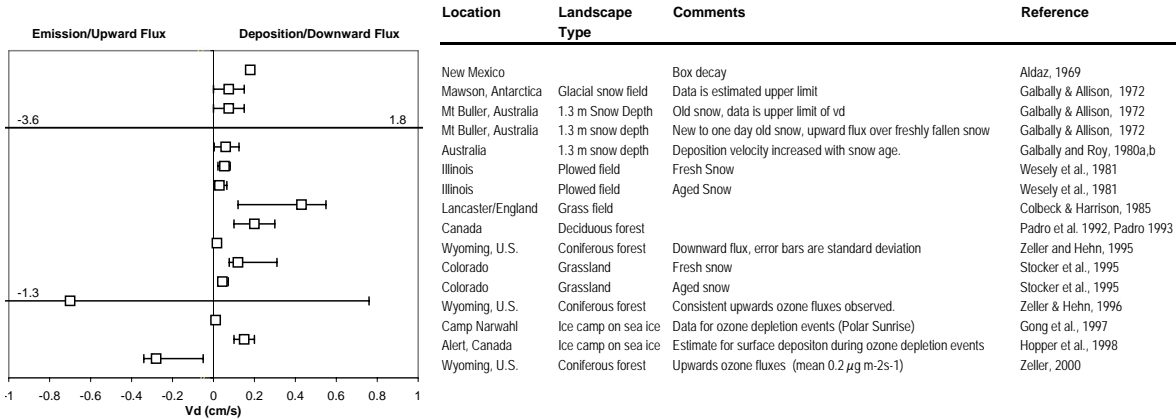 Emission/Upward Flux Deposition/Downward Flux
-3.6 1.8
-1.3
-1 -0.8 -0.6 -0.4 -0.2 0 0.2 0.4 0.6 0.8 1
Vd (cm/s)
Location Landscape Type Comments Reference
New Mexico Box decay Aldaz, 1969
Mawson, Antarctica Glacial snow field Data is estimated upper limit Galbally & Allison, 1972
Mt Buller, Australia 1.3 m Snow Depth Old snow, data is upper limit of vd Galbally & Allison, 1972
Mt Buller, Australia 1.3 m snow depth New to one day old snow, upward flux over freshly fallen snow Galbally & Allison, 1972
Australia 1.3 m snow depth Deposition velocity increased with snow age. Galbally and Roy, 1980a,b
Illinois Plowed field Fresh Snow Wesely et al., 1981
Illinois Plowed field Aged Snow Wesely et al., 1981
Lancaster/England Grass field Colbeck & Harrison, 1985
Canada Deciduous forest Padro et al. 1992, Padro 1993
Wyoming, U.S. Coniferous forest Downward flux, error bars are standard deviation Zeller and Hehn, 1995
Colorado Grassland Fresh snow Stocker et al., 1995
Colorado Grassland Aged snow Stocker et al., 1995
Wyoming, U.S. Coniferous forest Consistent upwards ozone fluxes observed. Zeller & Hehn, 1996
Camp Narwahl Ice camp on sea ice Data for ozone depletion events (Polar Sunrise) Gong et al., 1997
Alert, Canada Ice camp on sea ice Estimate for surface depositon during ozone depletion events Hopper et al., 1998
Wyoming, U.S. Coniferous forest Upwards ozone fluxes (mean 0.2 µg m-2s-1) Zeller, 2000